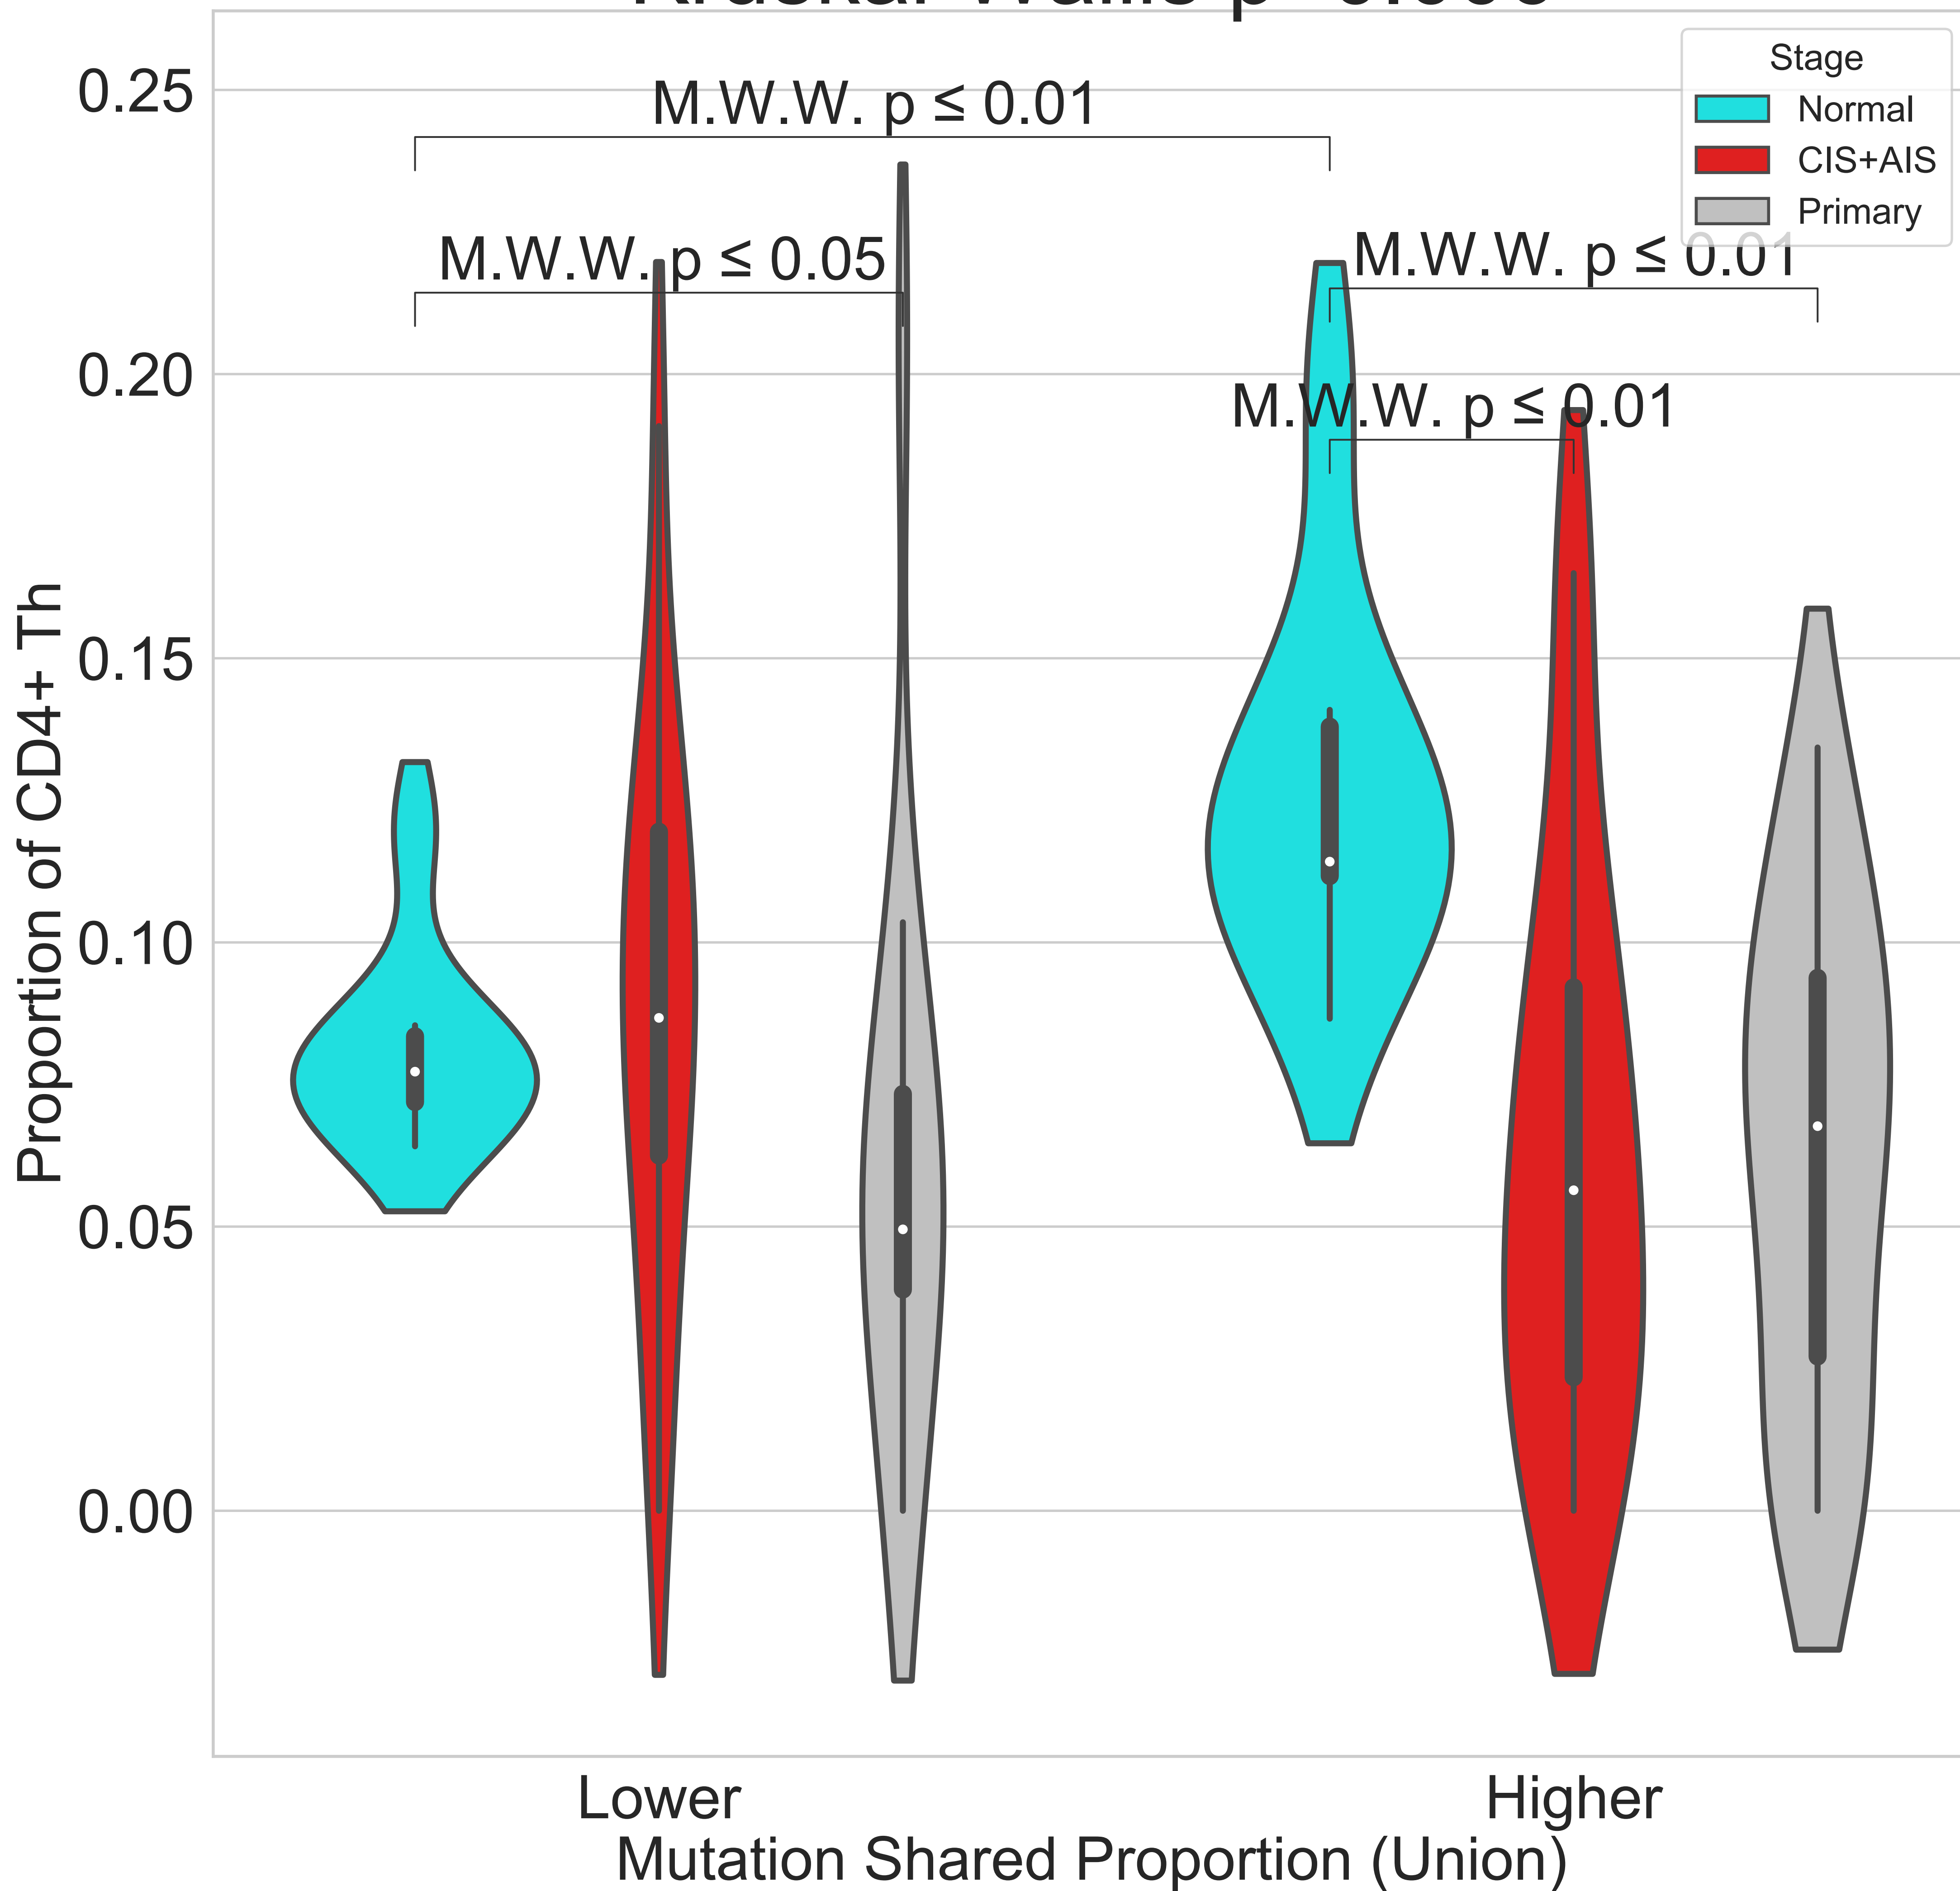 0.25
0.20
0.15
0.10
0.05
0.00
Proportion of CD4+ Th
M.W.W. p ≤ 0.01
M.W.W. p ≤ 0.05
M.W.W. p ≤ 0.01
M.W.W. p ≤ 0.01
Stage
Normal
CIS+AIS
Primary
Lower
Higher
Mutation Shared Proportion (Union)